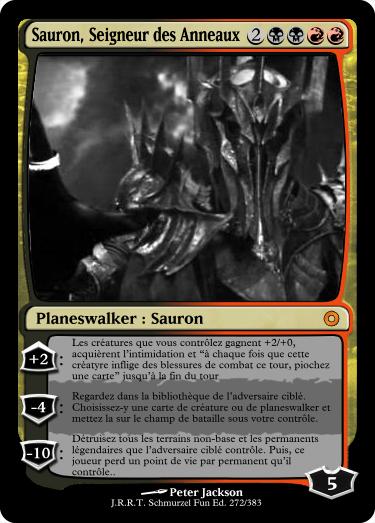 Sauron, Seigneur des Anneaux 2
Planeswalker : Sauron
+2: Les créatures que vous contrôlez gagnent +2/+0,
acquièrent l'intimidation et “à chaque fois que cette
créatyre inflige des blessures de combat ce tour, piochez
une carte” jusqu'à la fin du tour
-4: Regardez dans la bibliothèque de l'adversaire ciblé.
Choisissez-y une carte de créature ou de planeswalker et
mettez la sur le champ de bataille sous votre contrôle.
-10: Détruisez tous les terrains non-base et les permanents
légendaires que l'adversaire ciblé contrôle. Puis, ce
joueur perd un point de vie par permanent qu'il
contrôle..
5
Peter Jackson
J.R.R.T. Schmurzel Fun Ed. 272/383